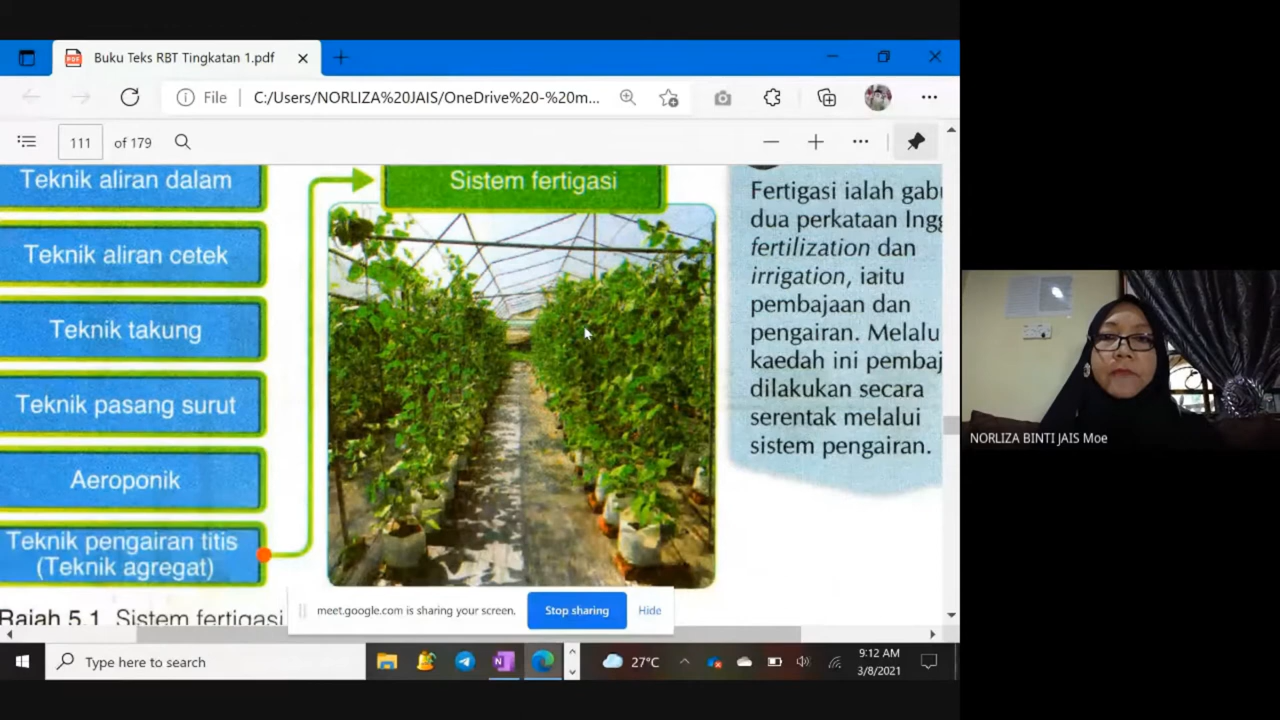 Buku Teks RBT Tingkatan 1.pdf
File
C:/Users/NORLIZA%20JAIS/OneDrive%20-%20m...
111
of 179
Teknik aliran dalam
Teknik aliran cetek
Teknik takung
Teknik pasang surut
Aeroponik
Teknik pengairan titis
(Teknik agregat)
Rajah 5.1 Sistem fertigasi
Sistem fertigasi
Fertigasi ialah gabu
dua perkataan Ingg
fertilization dan
irrigation, iaitu
pembajaan dan
pengairan. Melalu
kaedah ini pembaj
dilakukan secara
serentak melalui
sistem pengairan.
NORLIZA BINTI JAIS Moe
meet.google.com is sharing your screen.
Stop sharing
Hide
Type here to search
27°C
9:12 AM
3/8/2021